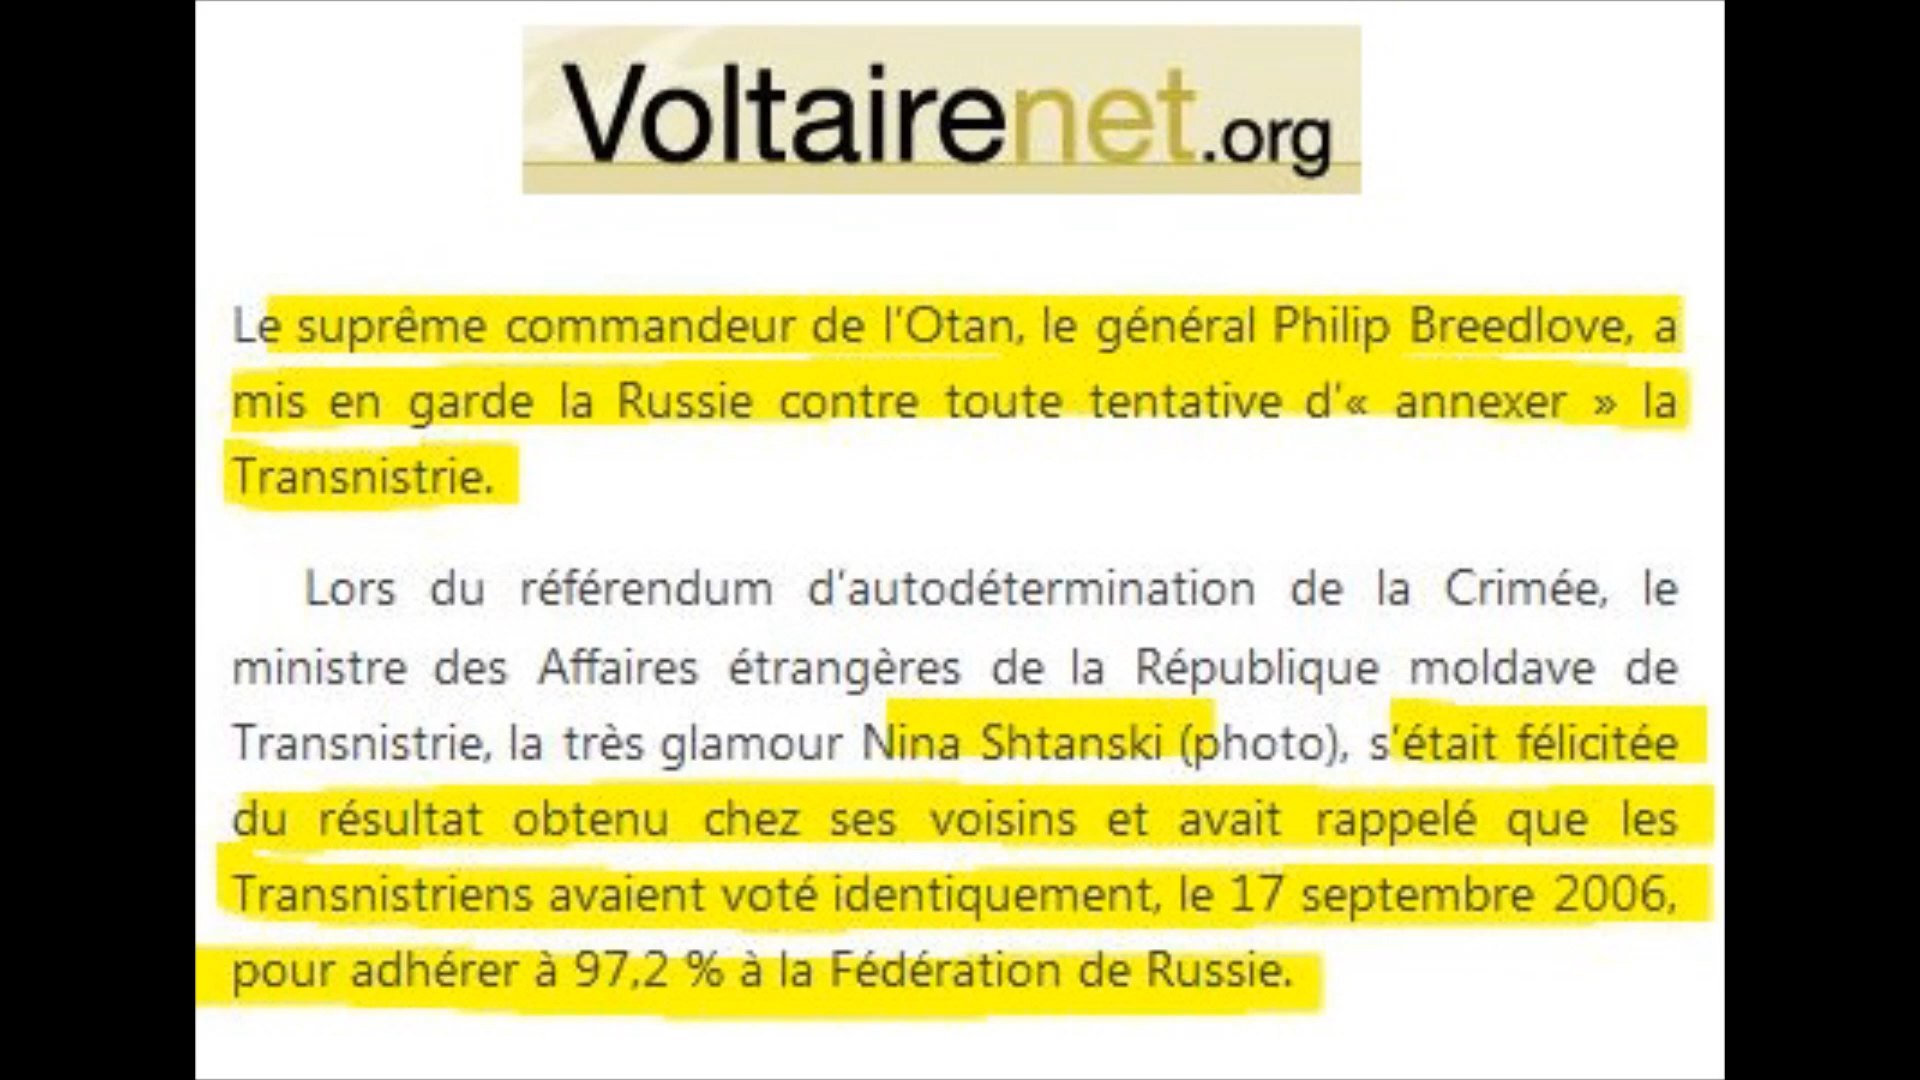 Voltairenet.org
Le suprême commandeur de l'Otan, le général Philip Breedlove, a
mis en garde la Russie contre toute tentative d'« annexer » la
Transnistrie.
Lors du référendum d'autodétermination de la Crimée, le
ministre des Affaires étrangères de la République moldave de
Transnistrie, la très glamour Nina Shtanski (photo), s'était félicitée
du résultat obtenu chez ses voisins et avait rappelé que les
Transnistriens avaient voté identiquement, le 17 septembre 2006,
pour adhérer à 97,2 % à la Fédération de Russie.